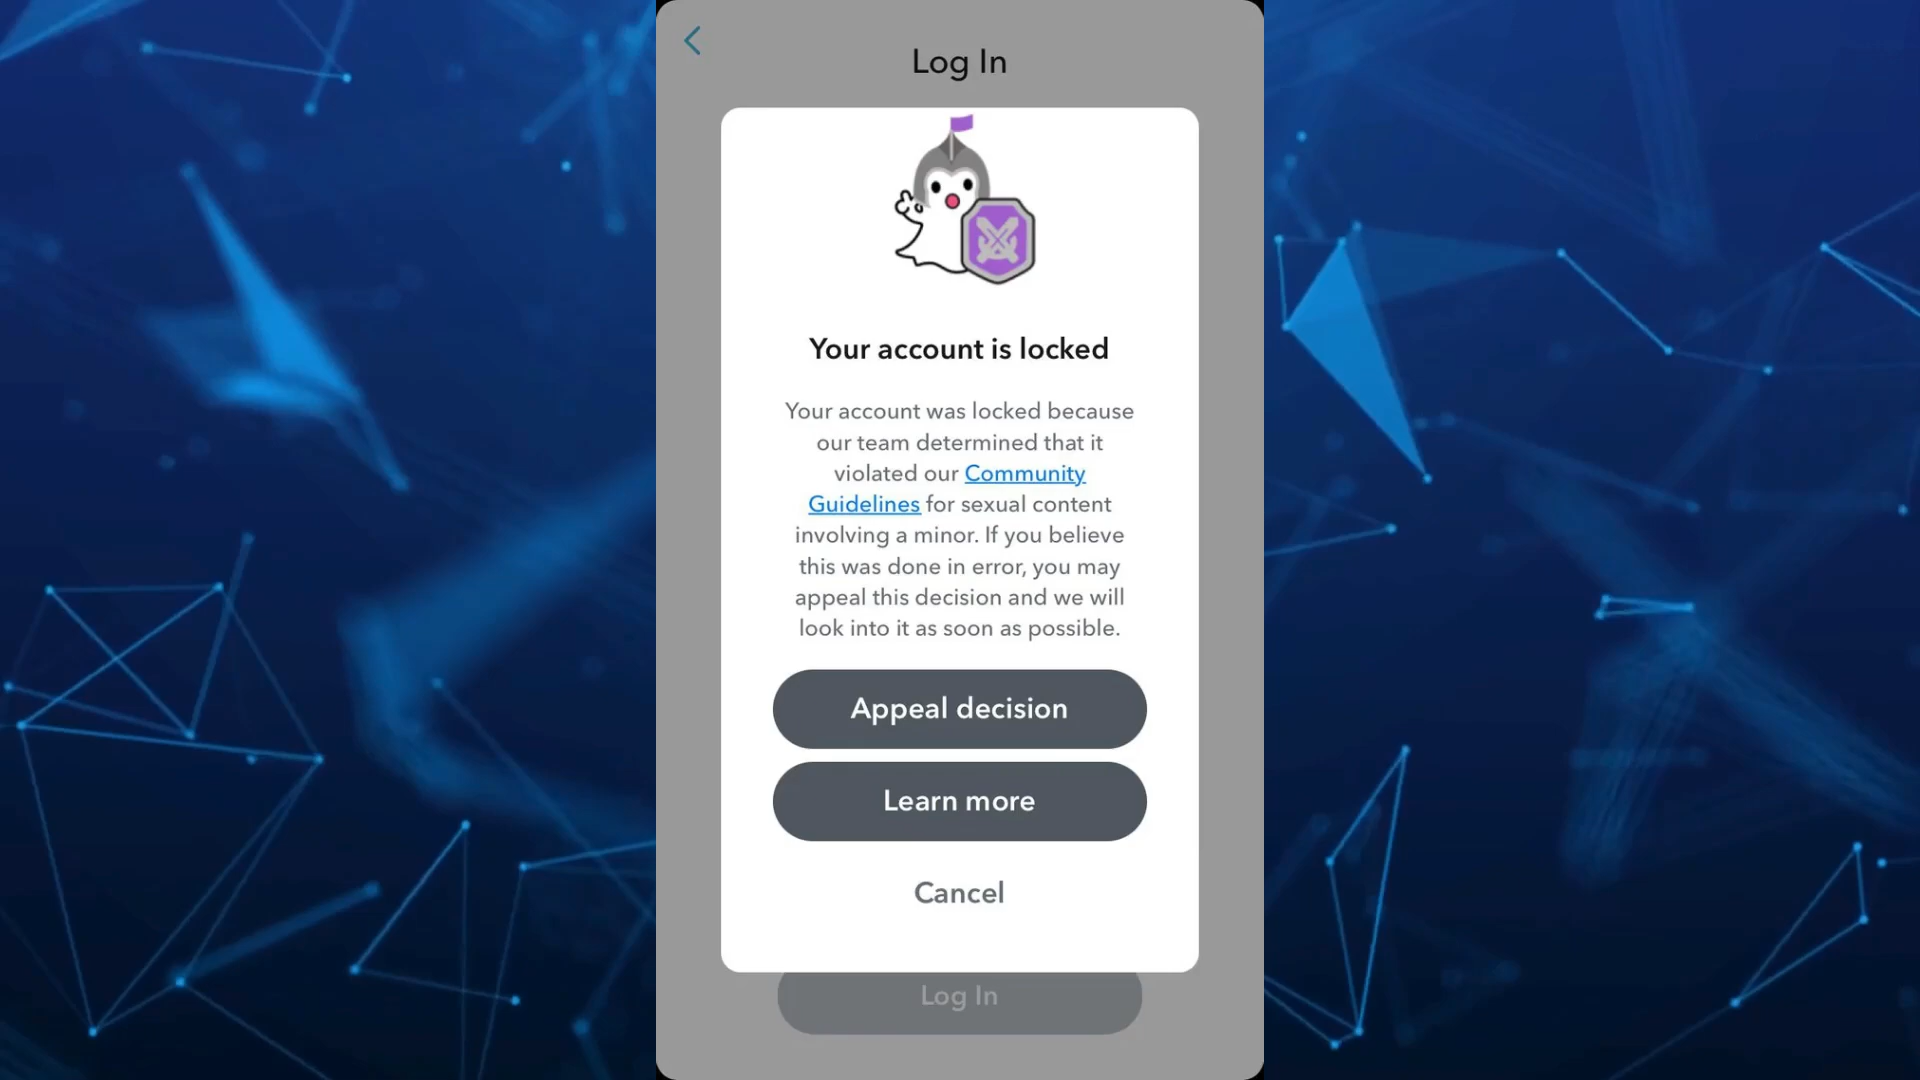 Log In
Your account is locked
Your account was locked because
our team determined that it
violated our Community
Guidelines for sexual content
involving a minor. If you believe
this was done in error, you may
appeal this decision and we will
look into it as soon as possible.
Appeal decision
Learn more
Cancel
Log In